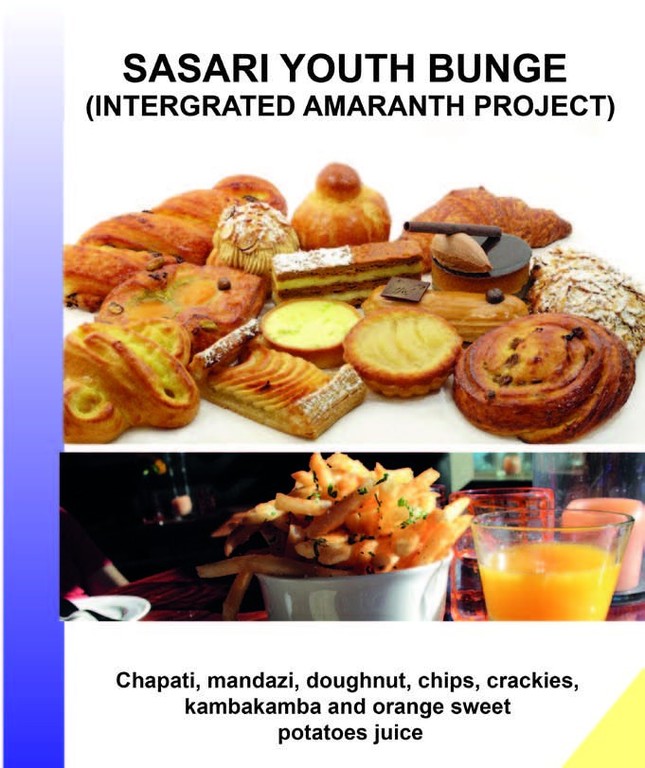 SASARI YOUTH BUNGE
(INTERGRATED AMARANTH PROJECT)
Chapati, mandazi, doughnut, chips, crackies,
kambakamba and orange sweet
potatoes juice